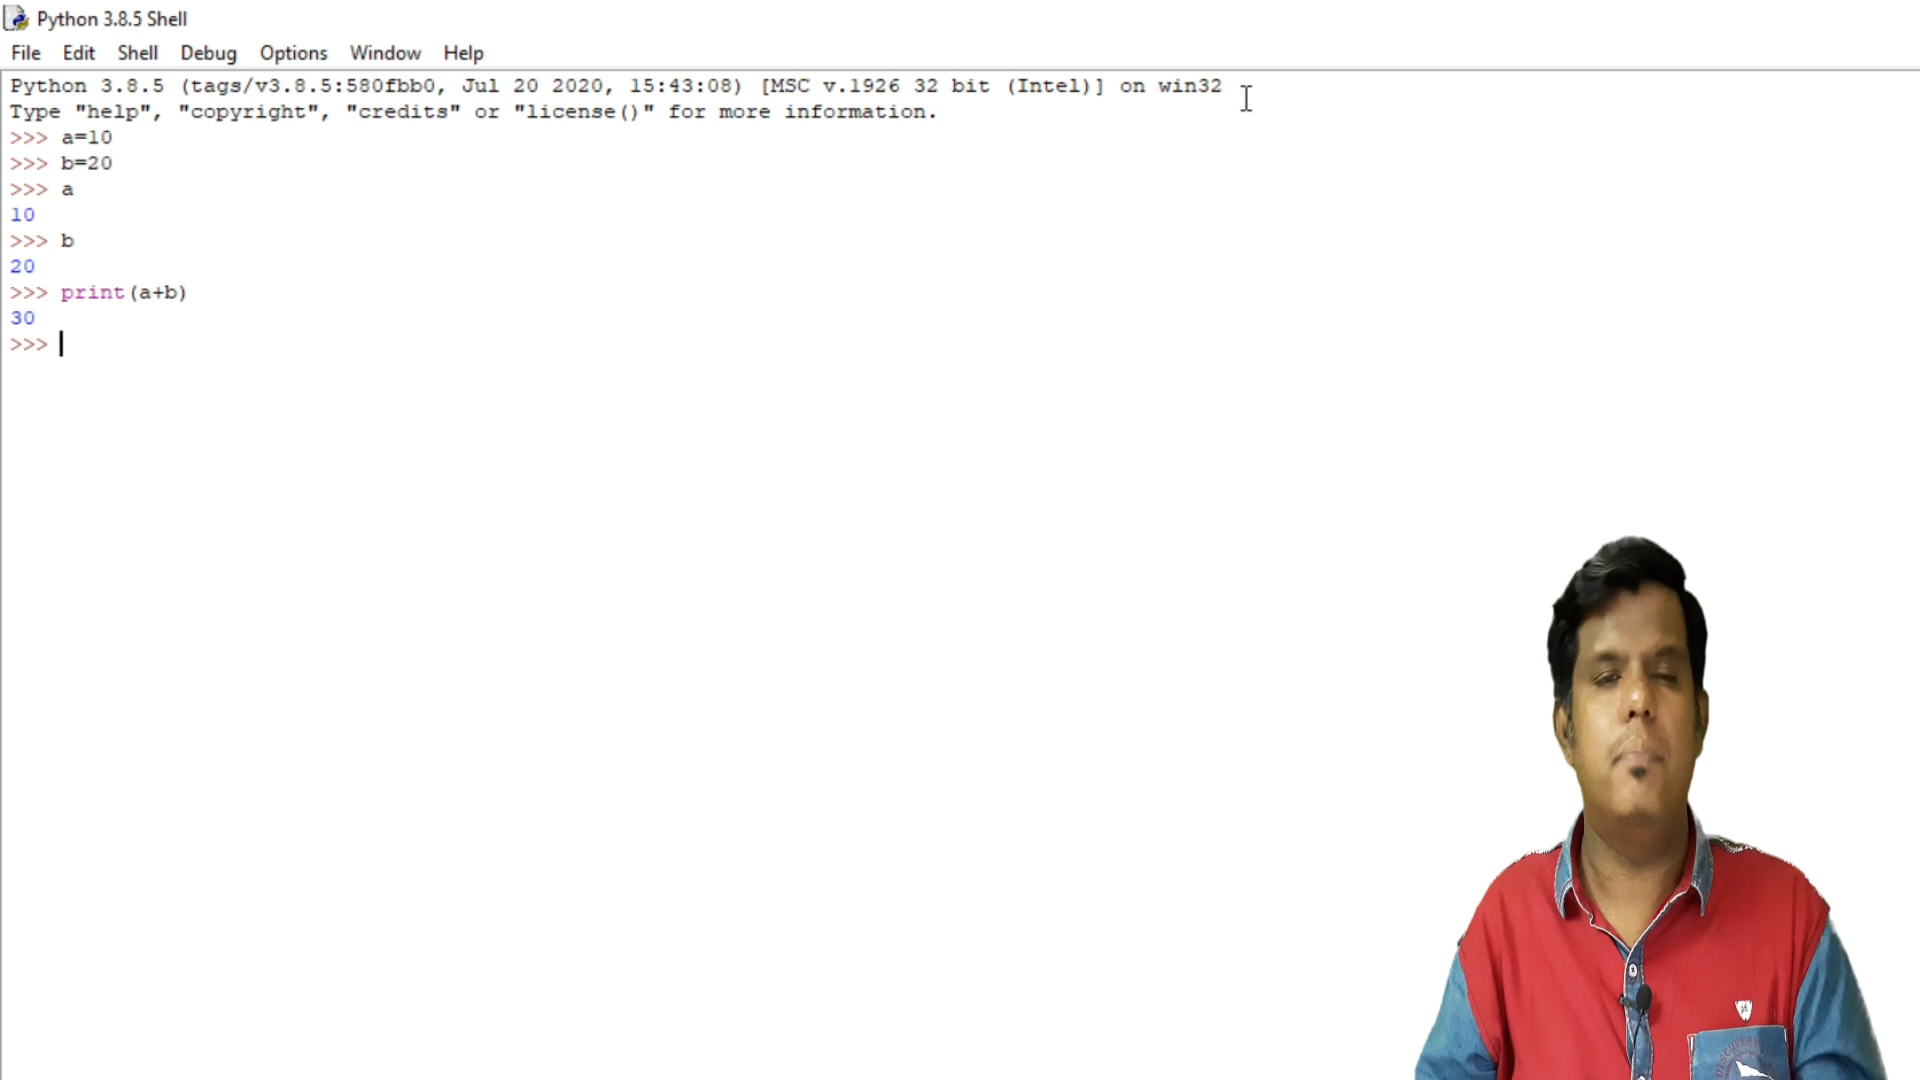 Python 3.8.5 Shell
File Edit Shell Debug Options Window Help
Python 3.8.5 (tags/v3.8.5:580fbb0, Jul 20 2020, 15:43:08) [MSC v.1926 32 bit (Intel)] on win32
Type "help", "copyright", "credits" or "license()" for more information.
>>> a=10
>>> b=20
>>> a
10
>>> b
20
>>> print(a+b)
30
>>>